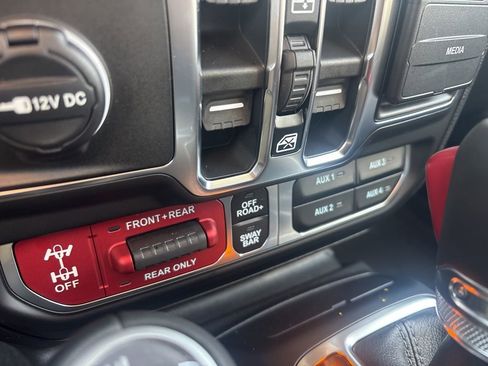 12V DC
MEDIA
FRONT+REAR
REAR ONLY
OFF
OFF
ROAD+
SWAY
BAR
AUX 1
AUX 2
AUX 3
AUX 4